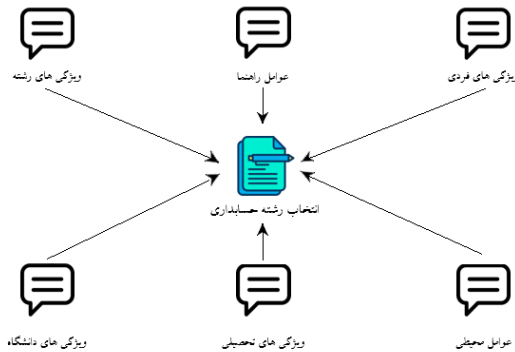 ویژگی های فردی
عوامل راهنما
ویژگی های رشته
انتخاب رشته حسابداری
عوامل محیطی
ویژگی های تحصیلی
ویژگی های دانشگاه